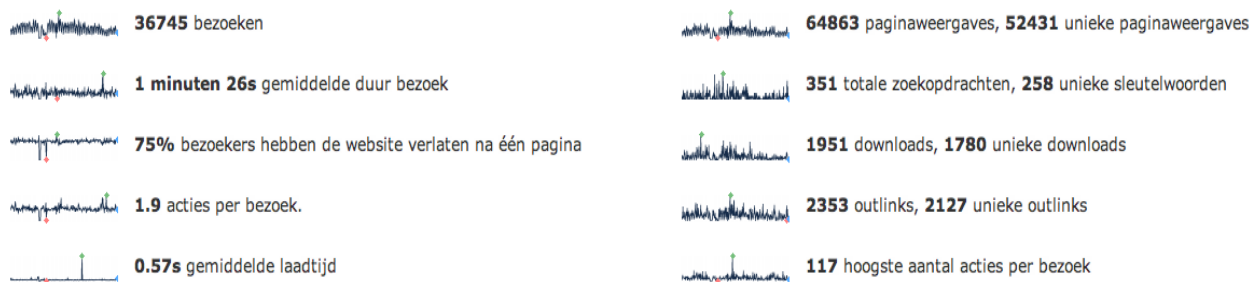 36745 bezoeken
1 minuten 26s gemiddelde duur bezoek
75% bezoekers hebben de website verlaten na één pagina
1.9 acties per bezoek.
0.57s gemiddelde laadtijd
64863 paginaweergaves, 52431 unieke paginaweergaves
351 totale zoekopdrachten, 258 unieke sleutelwoorden
1951 downloads, 1780 unieke downloads
2353 outlinks, 2127 unieke outlinks
117 hoogste aantal acties per bezoek